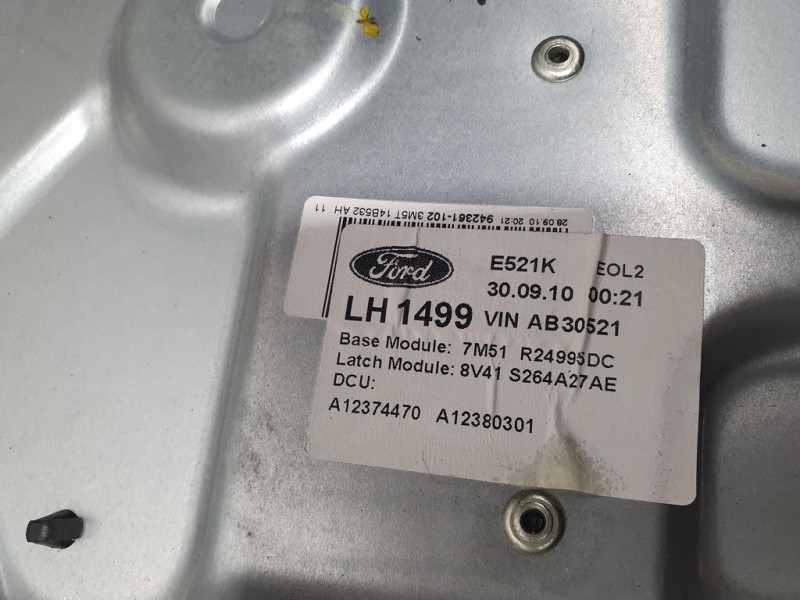 28.09.10 20:21
942361-102 3M5T 14B532 AH 11
Ford
E521K EOL2
30.09.10 00:21
LH 1499 VIN AB30521
Base Module: 7M51 R24995DC
Latch Module: 8V41 S264A27AE
DCU:
A12374470 A12380301